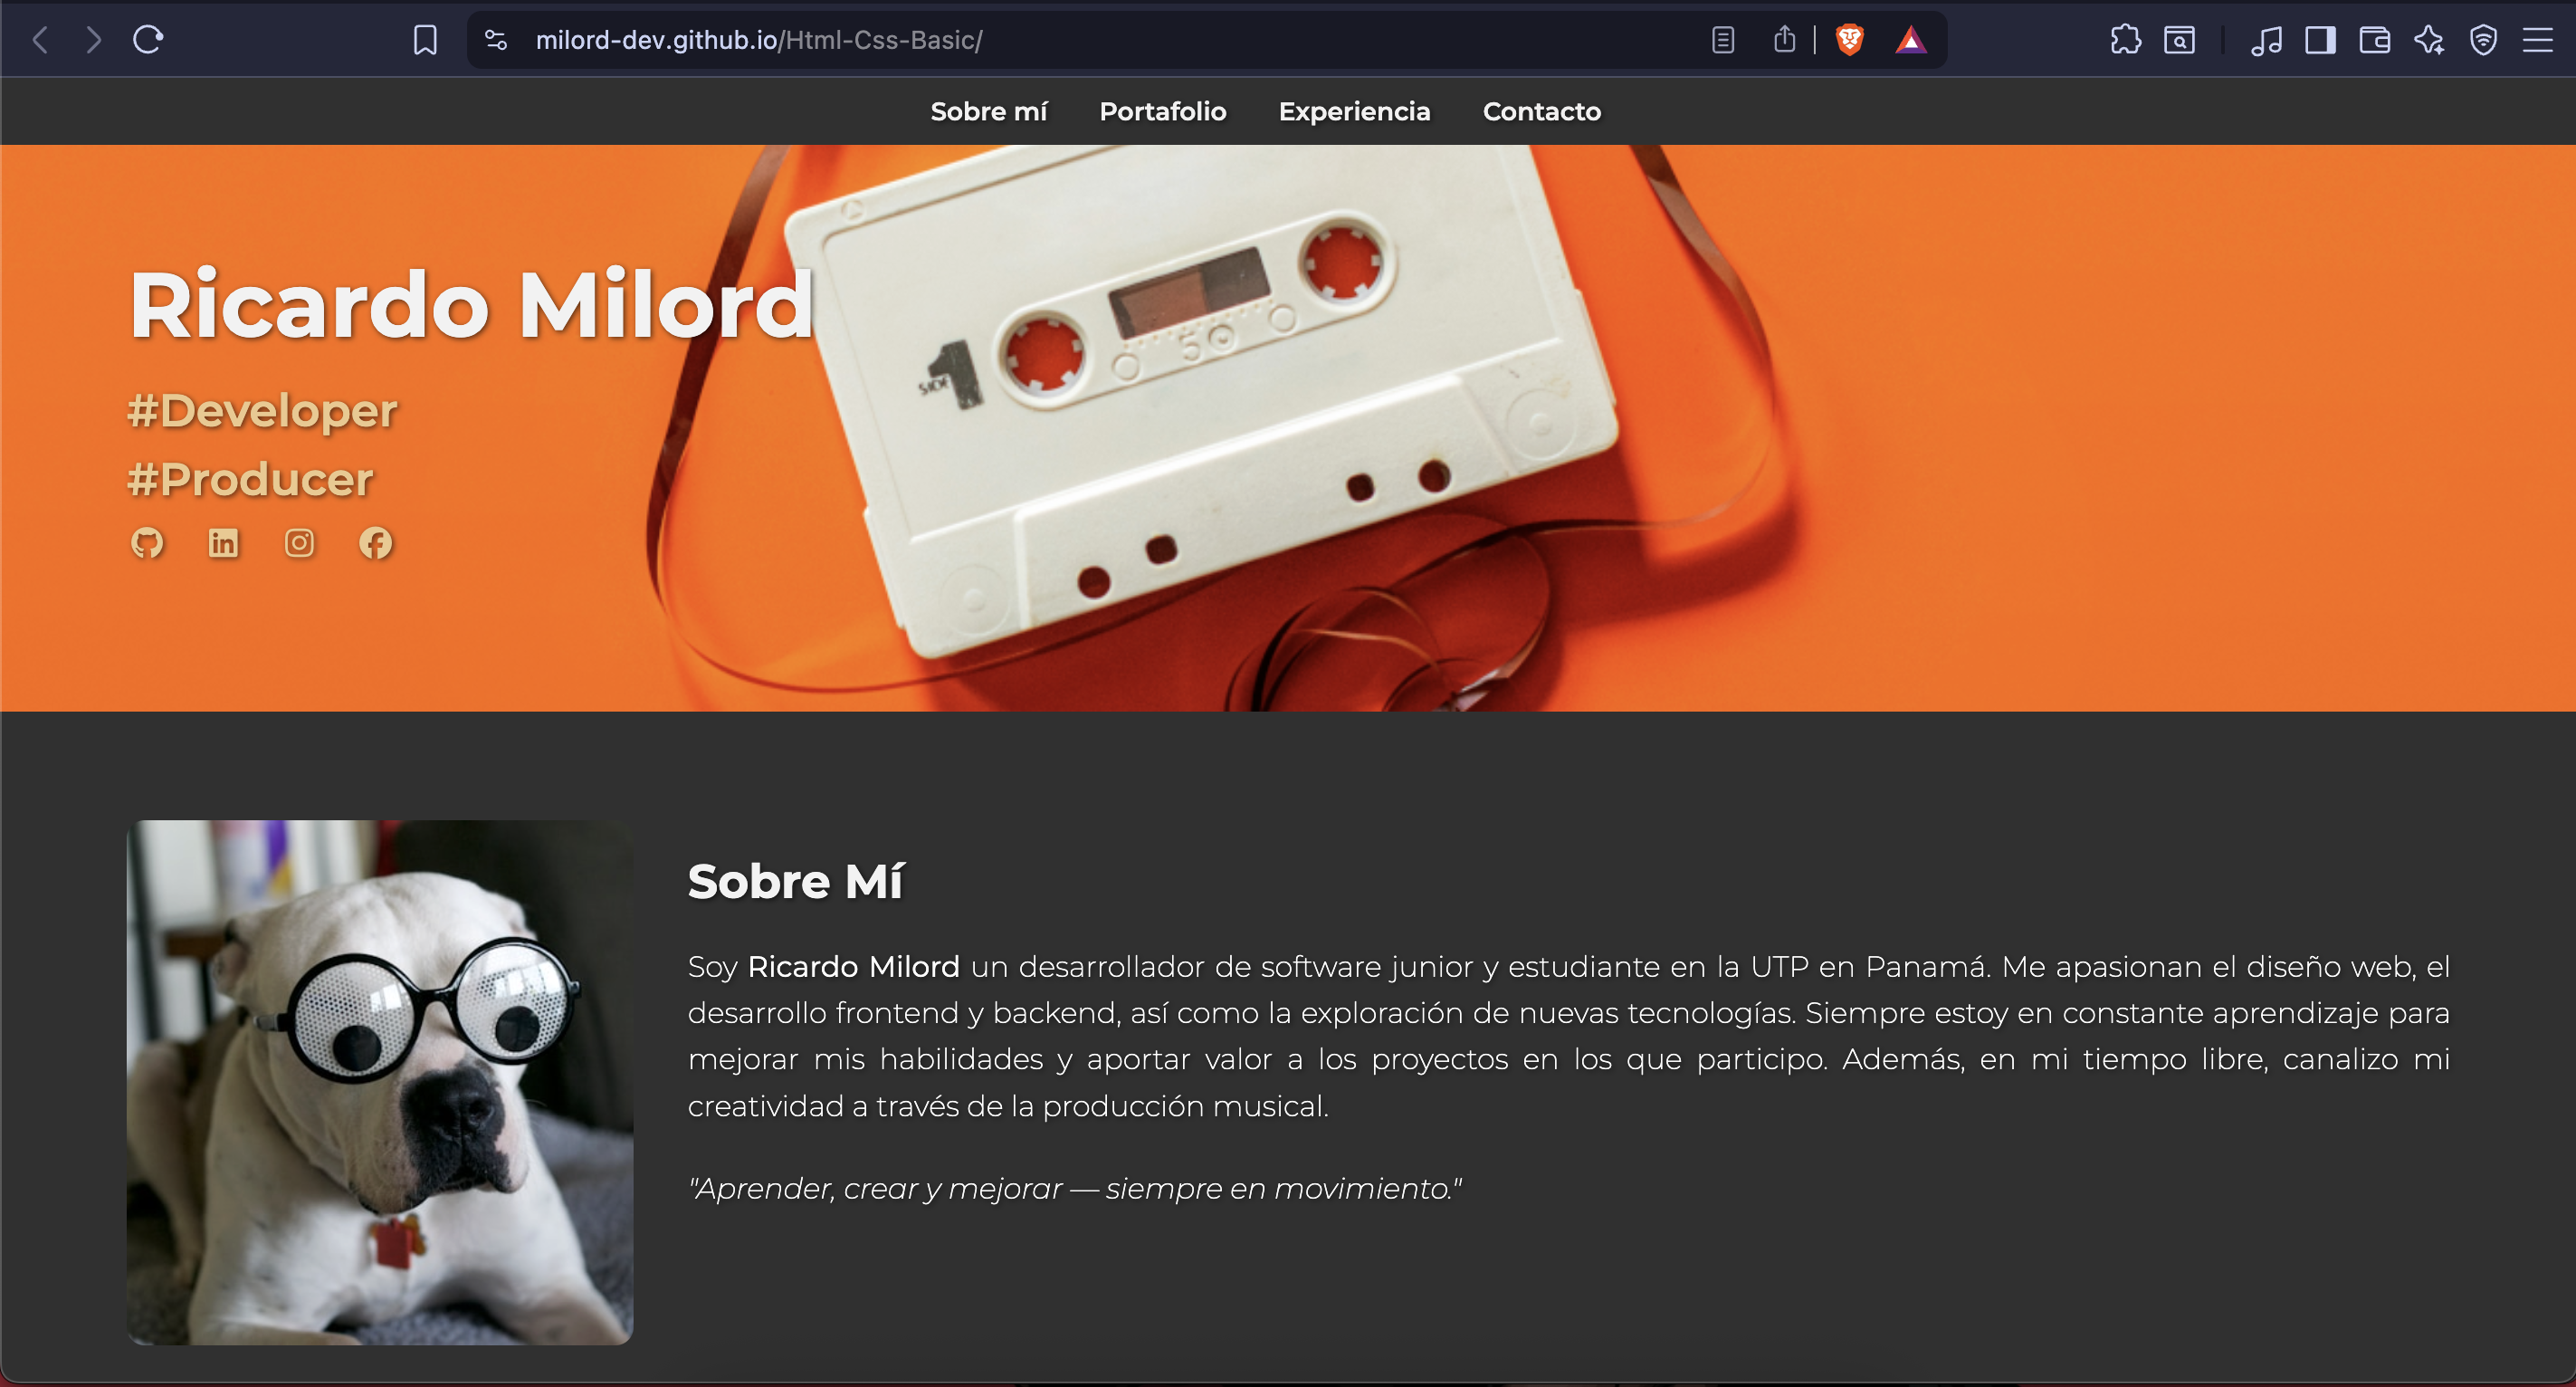 milord-dev.github.io/Html-Css-Basic/
Sobre mí Portafolio Experiencia Contacto
Ricardo Milord
#Developer
#Producer
SIDE 1
50
Sobre Mí
Soy Ricardo Milord un desarrollador de software junior y estudiante en la UTP en Panamá. Me apasionan el diseño web, el
desarrollo frontend y backend, así como la exploración de nuevas tecnologías. Siempre estoy en constante aprendizaje para
mejorar mis habilidades y aportar valor a los proyectos en los que participo. Además, en mi tiempo libre, canalizo mi
creatividad a través de la producción musical.
"Aprender, crear y mejorar — siempre en movimiento."